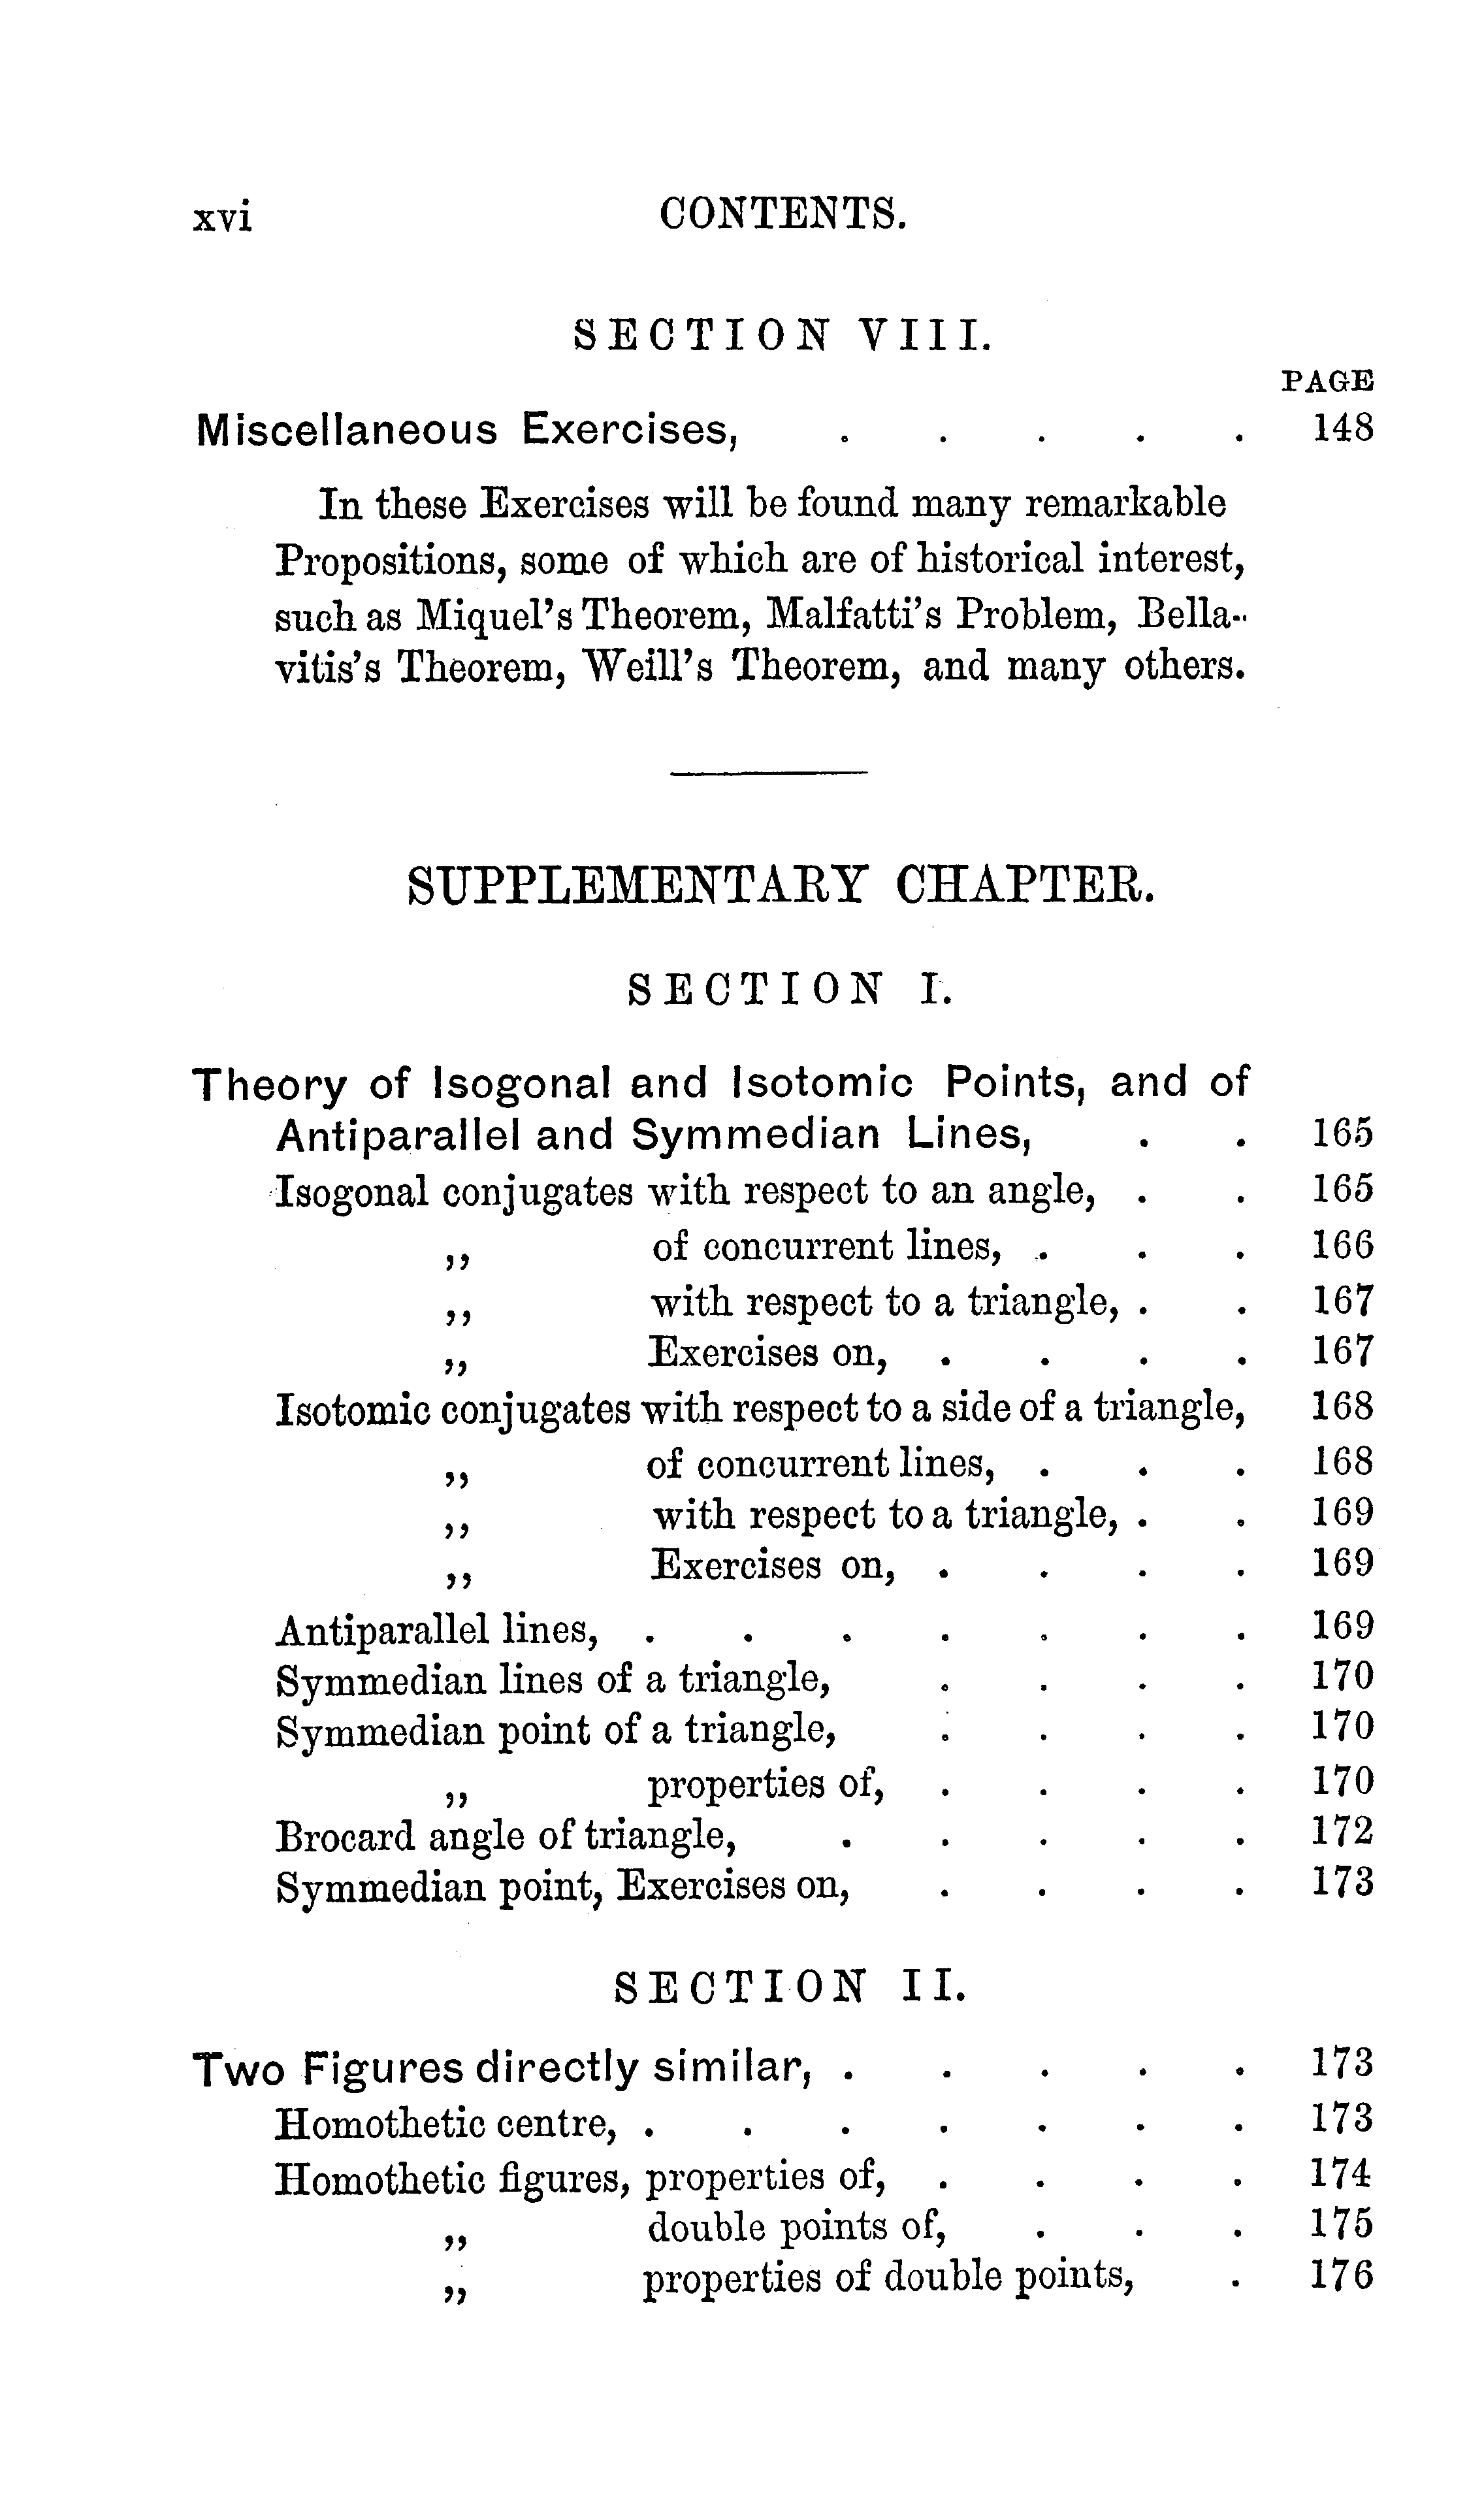 xvi CONTENTS.
SECTION VIII.
PAGE
Miscellaneous Exercises, . . . . . 148
In these Exercises will be found many remarkable
Propositions, some of which are of historical interest,
such as Miquel's Theorem, Malfatti's Problem, Bella-
vitis's Theorem, Weill's Theorem, and many others.
SUPPLEMENTARY CHAPTER.
SECTION I.
Theory of Isogonal and Isotomic Points, and of
Antiparallel and Symmedian Lines, . . 165
Isogonal conjugates with respect to an angle, . . 165
,, of concurrent lines, . . . 166
,, with respect to a triangle, . . 167
,, Exercises on, . . . . 167
Isotomic conjugates with respect to a side of a triangle, 168
,, of concurrent lines, . . . 168
,, with respect to a triangle, . . 169
,, Exercises on, . . . . 169
Antiparallel lines, . . . . . . . 169
Symmedian lines of a triangle, . . . . 170
Symmedian point of a triangle, . . . . 170
,, properties of, . . . . 170
Brocard angle of triangle, . . . . . 172
Symmedian point, Exercises on, . . . . 173
SECTION II.
Two Figures directly similar, . . . . . 173
Homothetic centre, . . . . . . . 173
Homothetic figures, properties of, . . . . 174
,, double points of, . . . 175
,, properties of double points, . 176